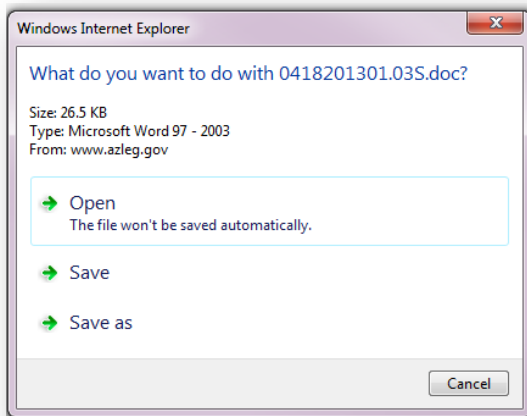 Windows Internet Explorer
What do you want to do with 0418201301.03S.doc?
Size: 26.5 KB
Type: Microsoft Word 97 - 2003
From: www.azleg.gov
Open
The file won't be saved automatically.
Save
Save as
Cancel